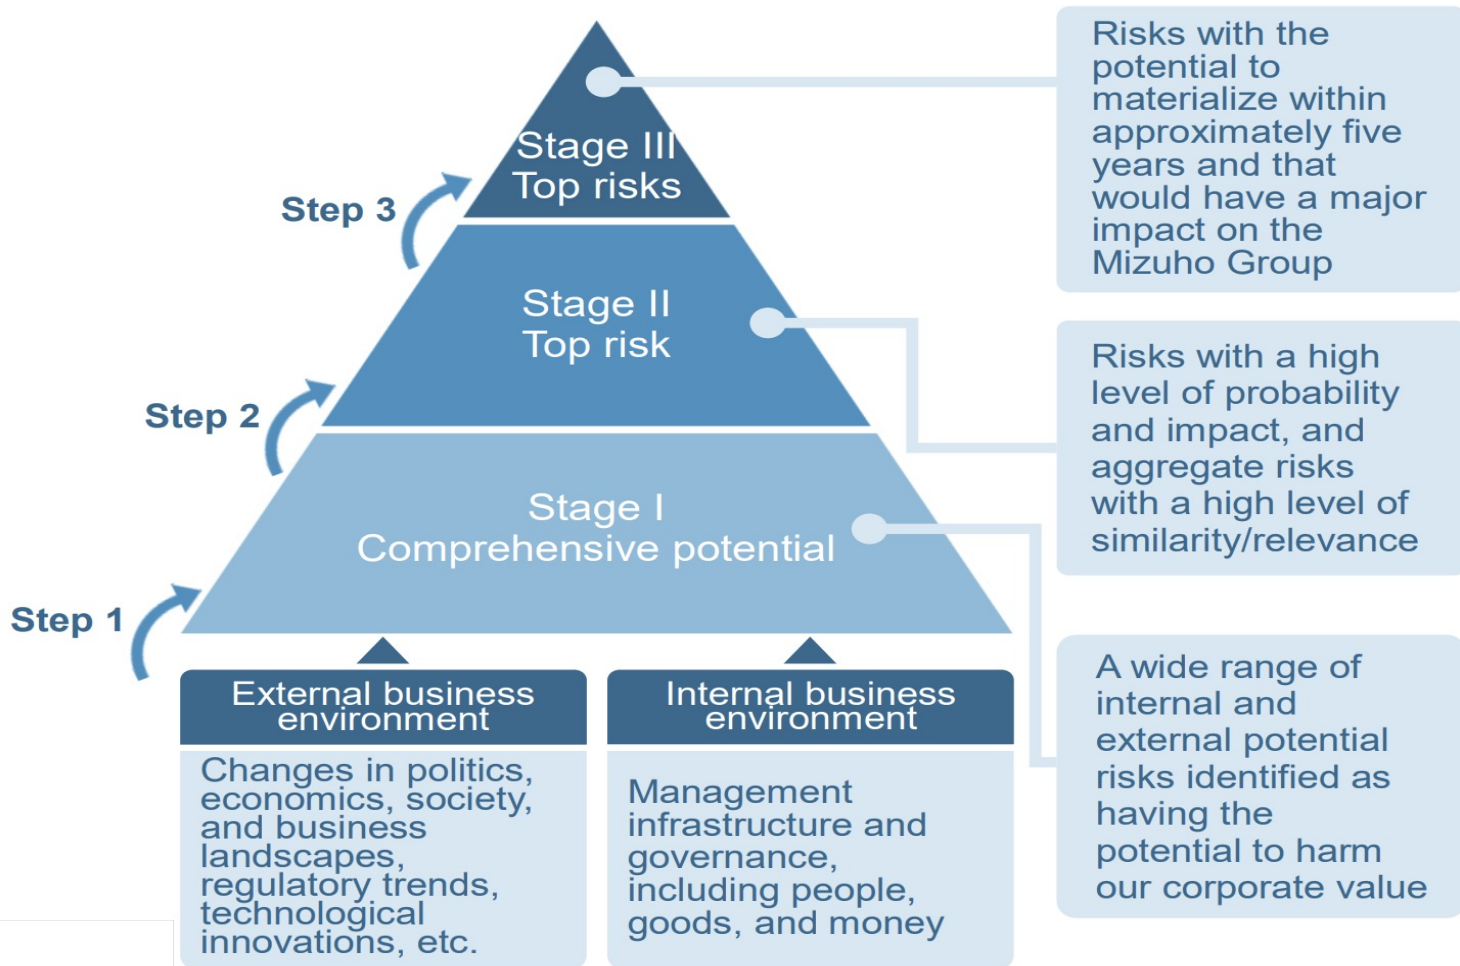 Stage III
Top risks
Step 3
Risks with the
potential to
materialize within
approximately five
years and that
would have a major
impact on the
Mizuho Group
Stage II
Top risk
Step 2
Risks with a high
level of probability
and impact, and
aggregate risks
with a high level of
similarity/relevance
Stage I
Comprehensive potential
Step 1
A wide range of
internal and
external potential
risks identified as
having the
potential to harm
our corporate value
External business
environment
Changes in politics,
economics, society,
and business
landscapes,
regulatory trends,
technological
innovations, etc.
Internal business
environment
Management
infrastructure and
governance,
including people,
goods, and money